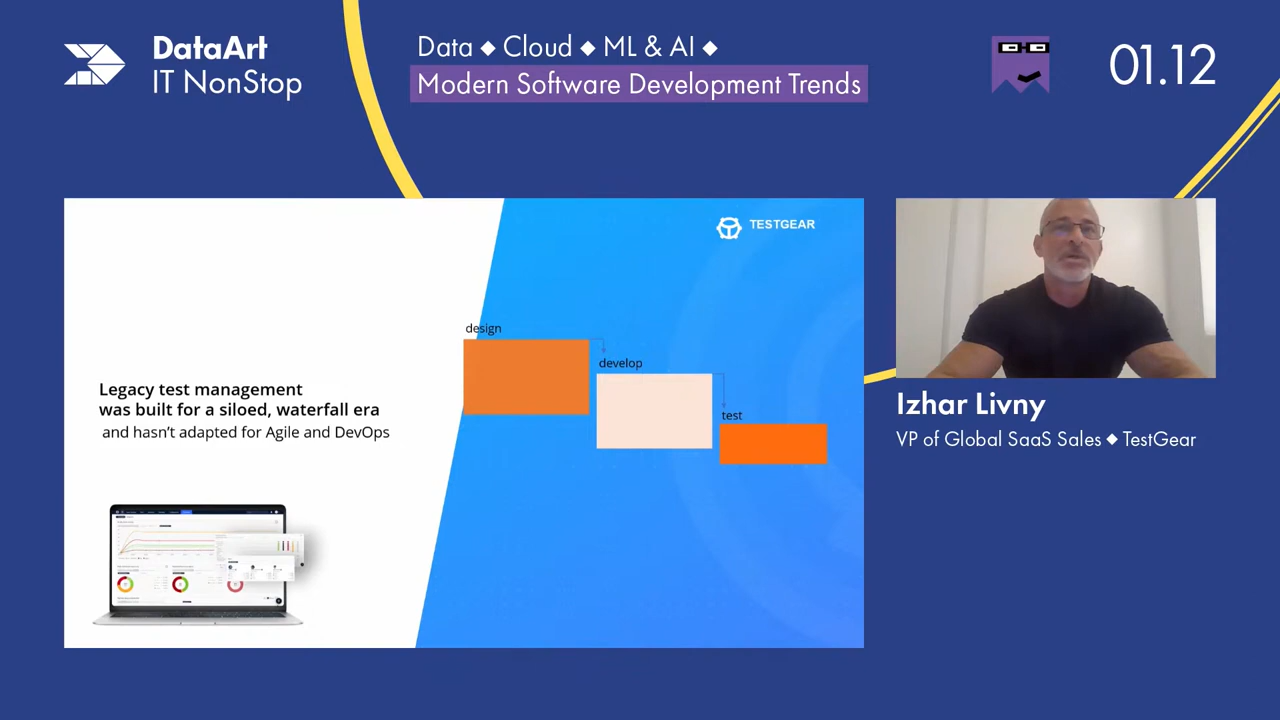 DataArt
IT NonStop
Data ◆ Cloud ◆ ML & AI ◆
Modern Software Development Trends
01.12
TESTGEAR
design
develop
test
Legacy test management
was built for a siloed, waterfall era
and hasn't adapted for Agile and DevOps
Izhar Livny
VP of Global SaaS Sales ◆ TestGear